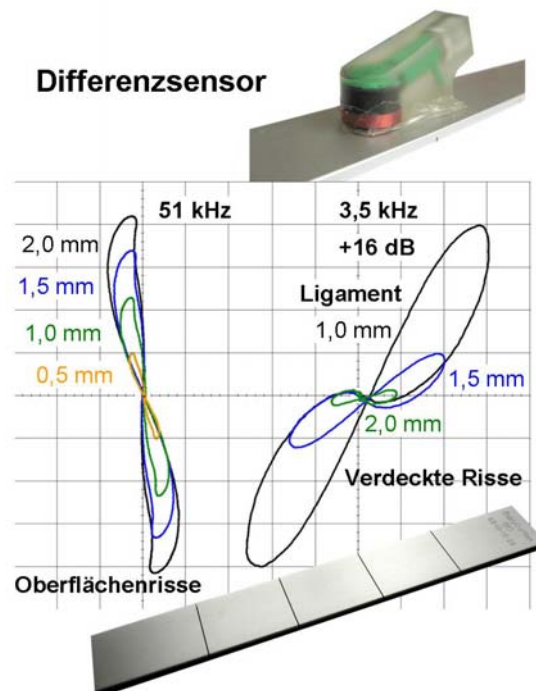 Differenzsensor
51 kHz
3,5 kHz
+16 dB
2,0 mm
1,5 mm
1,0 mm
0,5 mm
Ligament
1,0 mm
1,5 mm
2,0 mm
Verdeckte Risse
Oberflächenrisse